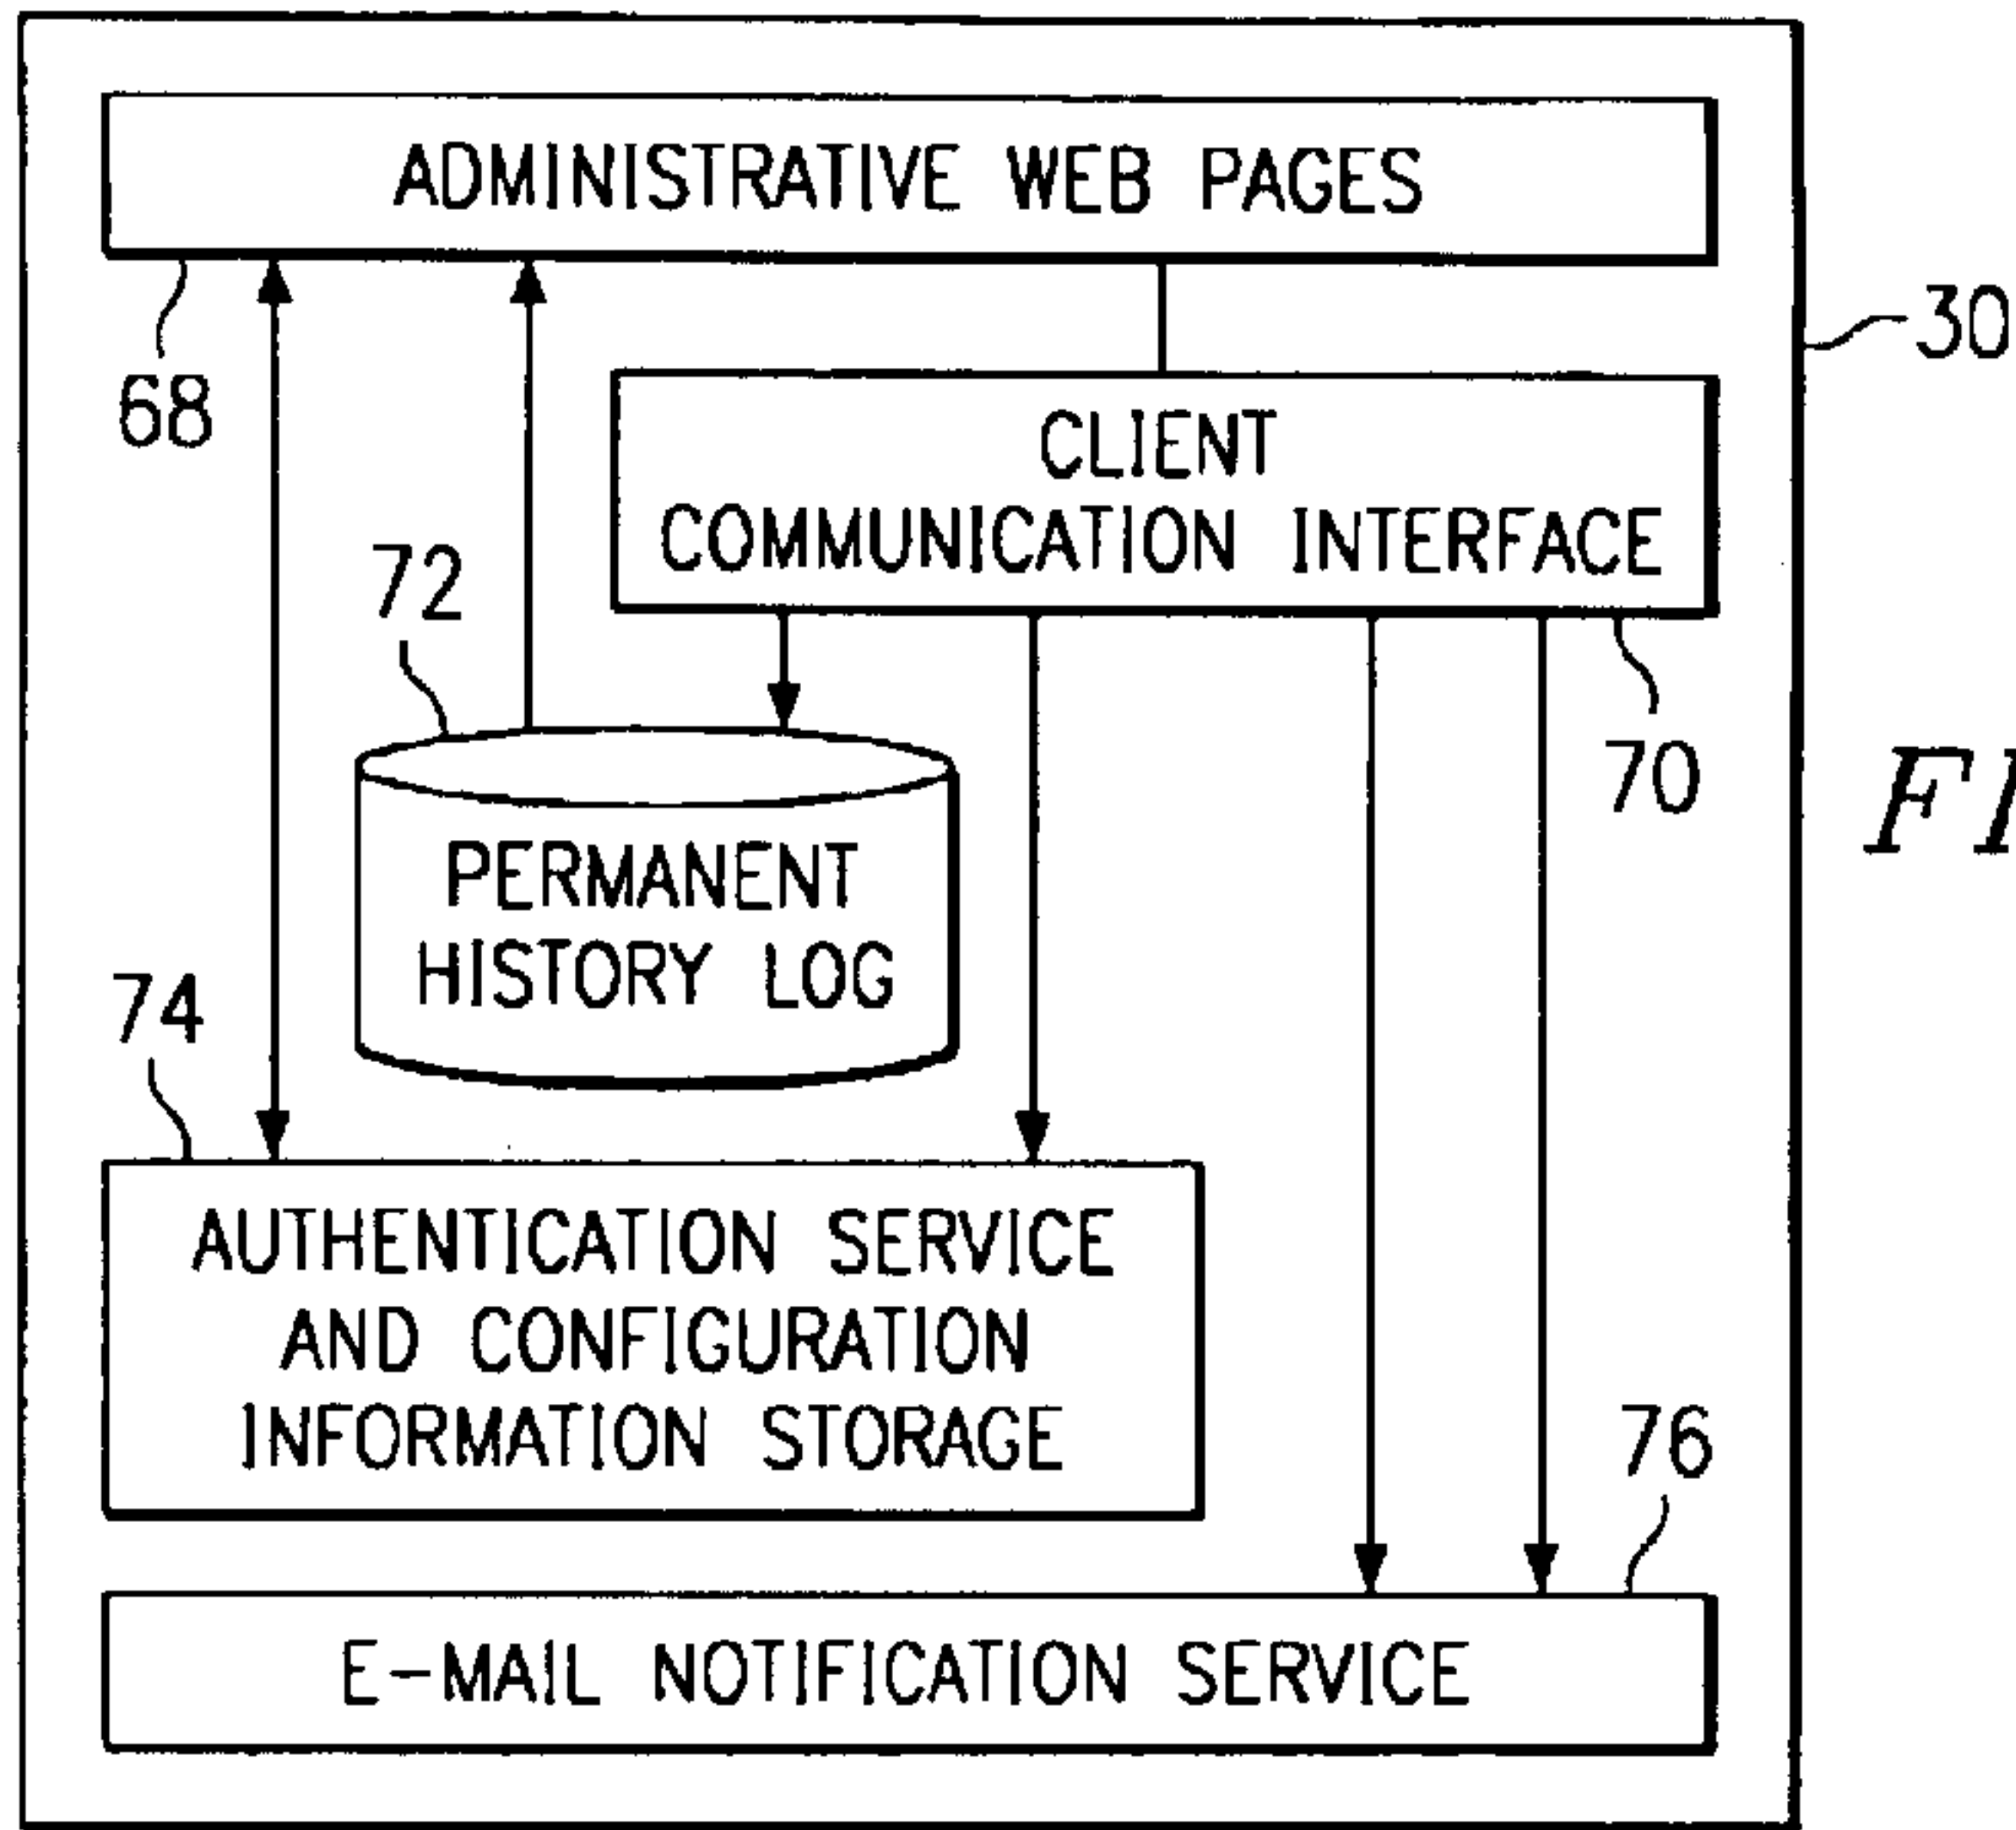 ADMINISTRATIVE WEB PAGES
30
68
CLIENT
COMMUNICATION INTERFACE
72
70
PERMANENT
HISTORY LOG
74
AUTHENTICATION SERVICE
AND CONFIGURATION
INFORMATION STORAGE
76
E-MAIL NOTIFICATION SERVICE